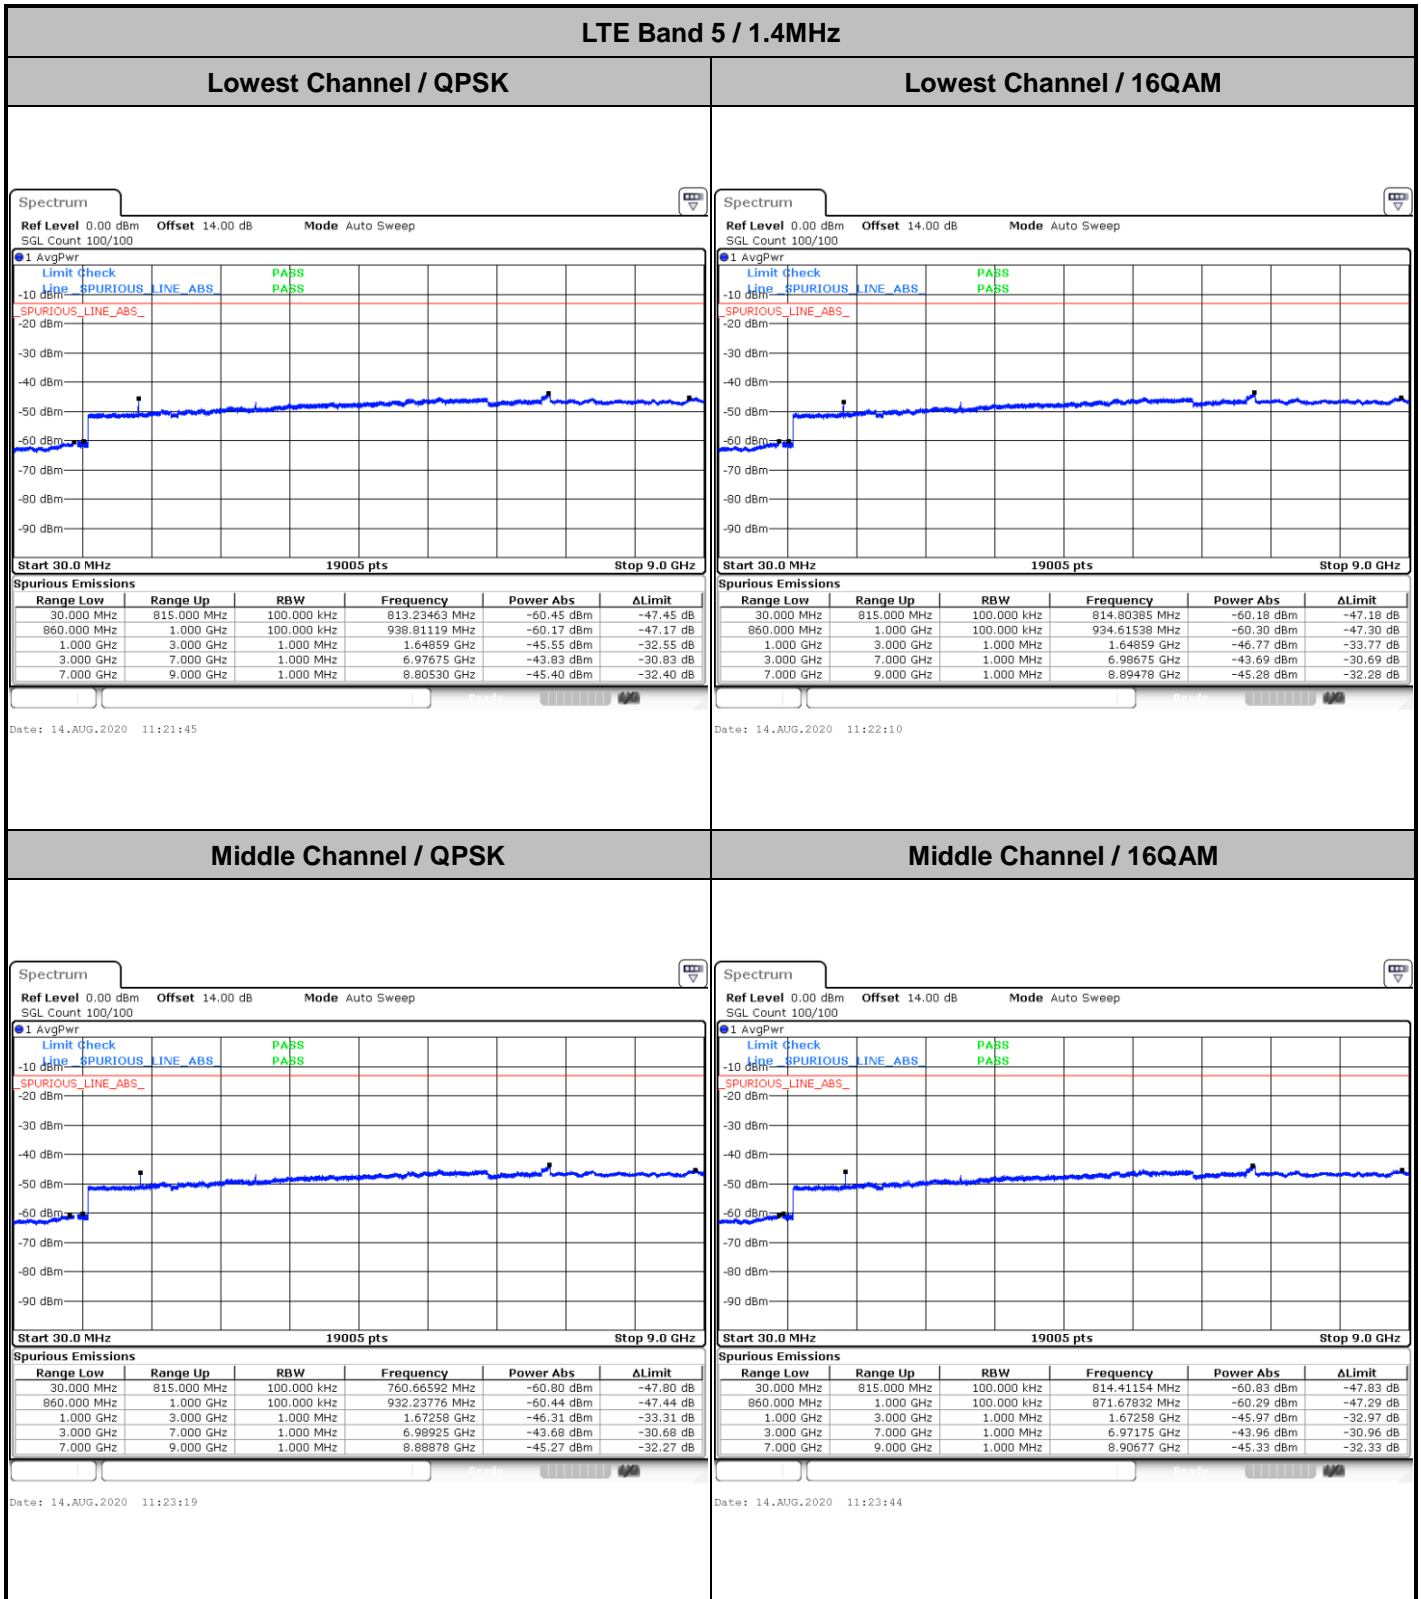 LTE Band 5 / 1.4MHz
Lowest Channel / QPSK
Lowest Channel / 16QAM
Spectrum
Ref Level 0.00 dBm Offset 14.00 dB Mode Auto Sweep
SGL Count 100/100
1 AvgPwr
Limit Check PASS
Line _SPURIOUS_LINE_ABS_ PASS
-10 dBm
_SPURIOUS_LINE_ABS_
-20 dBm
-30 dBm
-40 dBm
-50 dBm
-60 dBm
-70 dBm
-80 dBm
-90 dBm
Start 30.0 MHz 19005 pts Stop 9.0 GHz
Spurious Emissions
Range Low Range Up RBW Frequency Power Abs ΔLimit
30.000 MHz 815.000 MHz 100.000 kHz 813.23463 MHz -60.45 dBm -47.45 dB
860.000 MHz 1.000 GHz 100.000 kHz 938.81119 MHz -60.17 dBm -47.17 dB
1.000 GHz 3.000 GHz 1.000 MHz 1.64859 GHz -45.55 dBm -32.55 dB
3.000 GHz 7.000 GHz 1.000 MHz 6.97675 GHz -43.83 dBm -30.83 dB
7.000 GHz 9.000 GHz 1.000 MHz 8.80530 GHz -45.40 dBm -32.40 dB
Date: 14.AUG.2020 11:21:45
Spectrum
Ref Level 0.00 dBm Offset 14.00 dB Mode Auto Sweep
SGL Count 100/100
1 AvgPwr
Limit Check PASS
Line _SPURIOUS_LINE_ABS_ PASS
-10 dBm
_SPURIOUS_LINE_ABS_
-20 dBm
-30 dBm
-40 dBm
-50 dBm
-60 dBm
-70 dBm
-80 dBm
-90 dBm
Start 30.0 MHz 19005 pts Stop 9.0 GHz
Spurious Emissions
Range Low Range Up RBW Frequency Power Abs ΔLimit
30.000 MHz 815.000 MHz 100.000 kHz 814.80385 MHz -60.18 dBm -47.18 dB
860.000 MHz 1.000 GHz 100.000 kHz 934.61538 MHz -60.30 dBm -47.30 dB
1.000 GHz 3.000 GHz 1.000 MHz 1.64859 GHz -46.77 dBm -33.77 dB
3.000 GHz 7.000 GHz 1.000 MHz 6.98675 GHz -43.69 dBm -30.69 dB
7.000 GHz 9.000 GHz 1.000 MHz 8.89478 GHz -45.28 dBm -32.28 dB
Ready
Date: 14.AUG.2020 11:22:10
Middle Channel / QPSK
Middle Channel / 16QAM
Spectrum
Ref Level 0.00 dBm Offset 14.00 dB Mode Auto Sweep
SGL Count 100/100
1 AvgPwr
Limit Check PASS
Line _SPURIOUS_LINE_ABS_ PASS
-10 dBm
_SPURIOUS_LINE_ABS_
-20 dBm
-30 dBm
-40 dBm
-50 dBm
-60 dBm
-70 dBm
-80 dBm
-90 dBm
Start 30.0 MHz 19005 pts Stop 9.0 GHz
Spurious Emissions
Range Low Range Up RBW Frequency Power Abs ΔLimit
30.000 MHz 815.000 MHz 100.000 kHz 760.66592 MHz -60.80 dBm -47.80 dB
860.000 MHz 1.000 GHz 100.000 kHz 932.23776 MHz -60.44 dBm -47.44 dB
1.000 GHz 3.000 GHz 1.000 MHz 1.67258 GHz -46.31 dBm -33.31 dB
3.000 GHz 7.000 GHz 1.000 MHz 6.98925 GHz -43.68 dBm -30.68 dB
7.000 GHz 9.000 GHz 1.000 MHz 8.88878 GHz -45.27 dBm -32.27 dB
Ready
Date: 14.AUG.2020 11:23:19
Spectrum
Ref Level 0.00 dBm Offset 14.00 dB Mode Auto Sweep
SGL Count 100/100
1 AvgPwr
Limit Check PASS
Line _SPURIOUS_LINE_ABS_ PASS
-10 dBm
_SPURIOUS_LINE_ABS_
-20 dBm
-30 dBm
-40 dBm
-50 dBm
-60 dBm
-70 dBm
-80 dBm
-90 dBm
Start 30.0 MHz 19005 pts Stop 9.0 GHz
Spurious Emissions
Range Low Range Up RBW Frequency Power Abs ΔLimit
30.000 MHz 815.000 MHz 100.000 kHz 814.41154 MHz -60.83 dBm -47.83 dB
860.000 MHz 1.000 GHz 100.000 kHz 871.67832 MHz -60.29 dBm -47.29 dB
1.000 GHz 3.000 GHz 1.000 MHz 1.67258 GHz -45.97 dBm -32.97 dB
3.000 GHz 7.000 GHz 1.000 MHz 6.97175 GHz -43.96 dBm -30.96 dB
7.000 GHz 9.000 GHz 1.000 MHz 8.90677 GHz -45.33 dBm -32.33 dB
Date: 14.AUG.2020 11:23:44